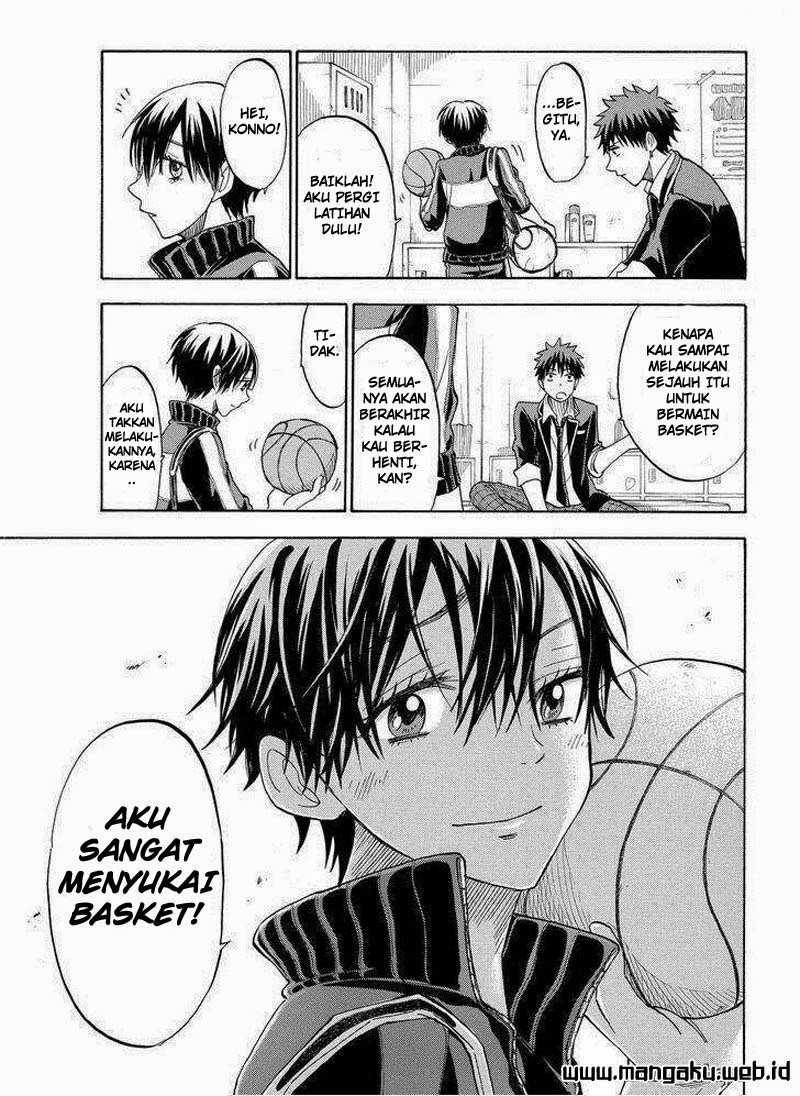 ...BE-
GITU,
YA.
BAIKLAH!
AKU PERGI
LATIHAN
DULU!
HEI,
KONNO!
KENAPA
KAU SAMPAI
MELAKUKAN
SEJAUH ITU
UNTUK
BERMAIN
BASKET?
SEMUA-
NYA AKAN
BERAKHIR
KALAU
KAU BER-
HENTI,
KAN?
TI-
DAK.
AKU
TAKKAN
MELAKU-
KANNYA,
KARENA
..
AKU
SANGAT
MENYUKAI
BASKET!
www.mangaku.web.id